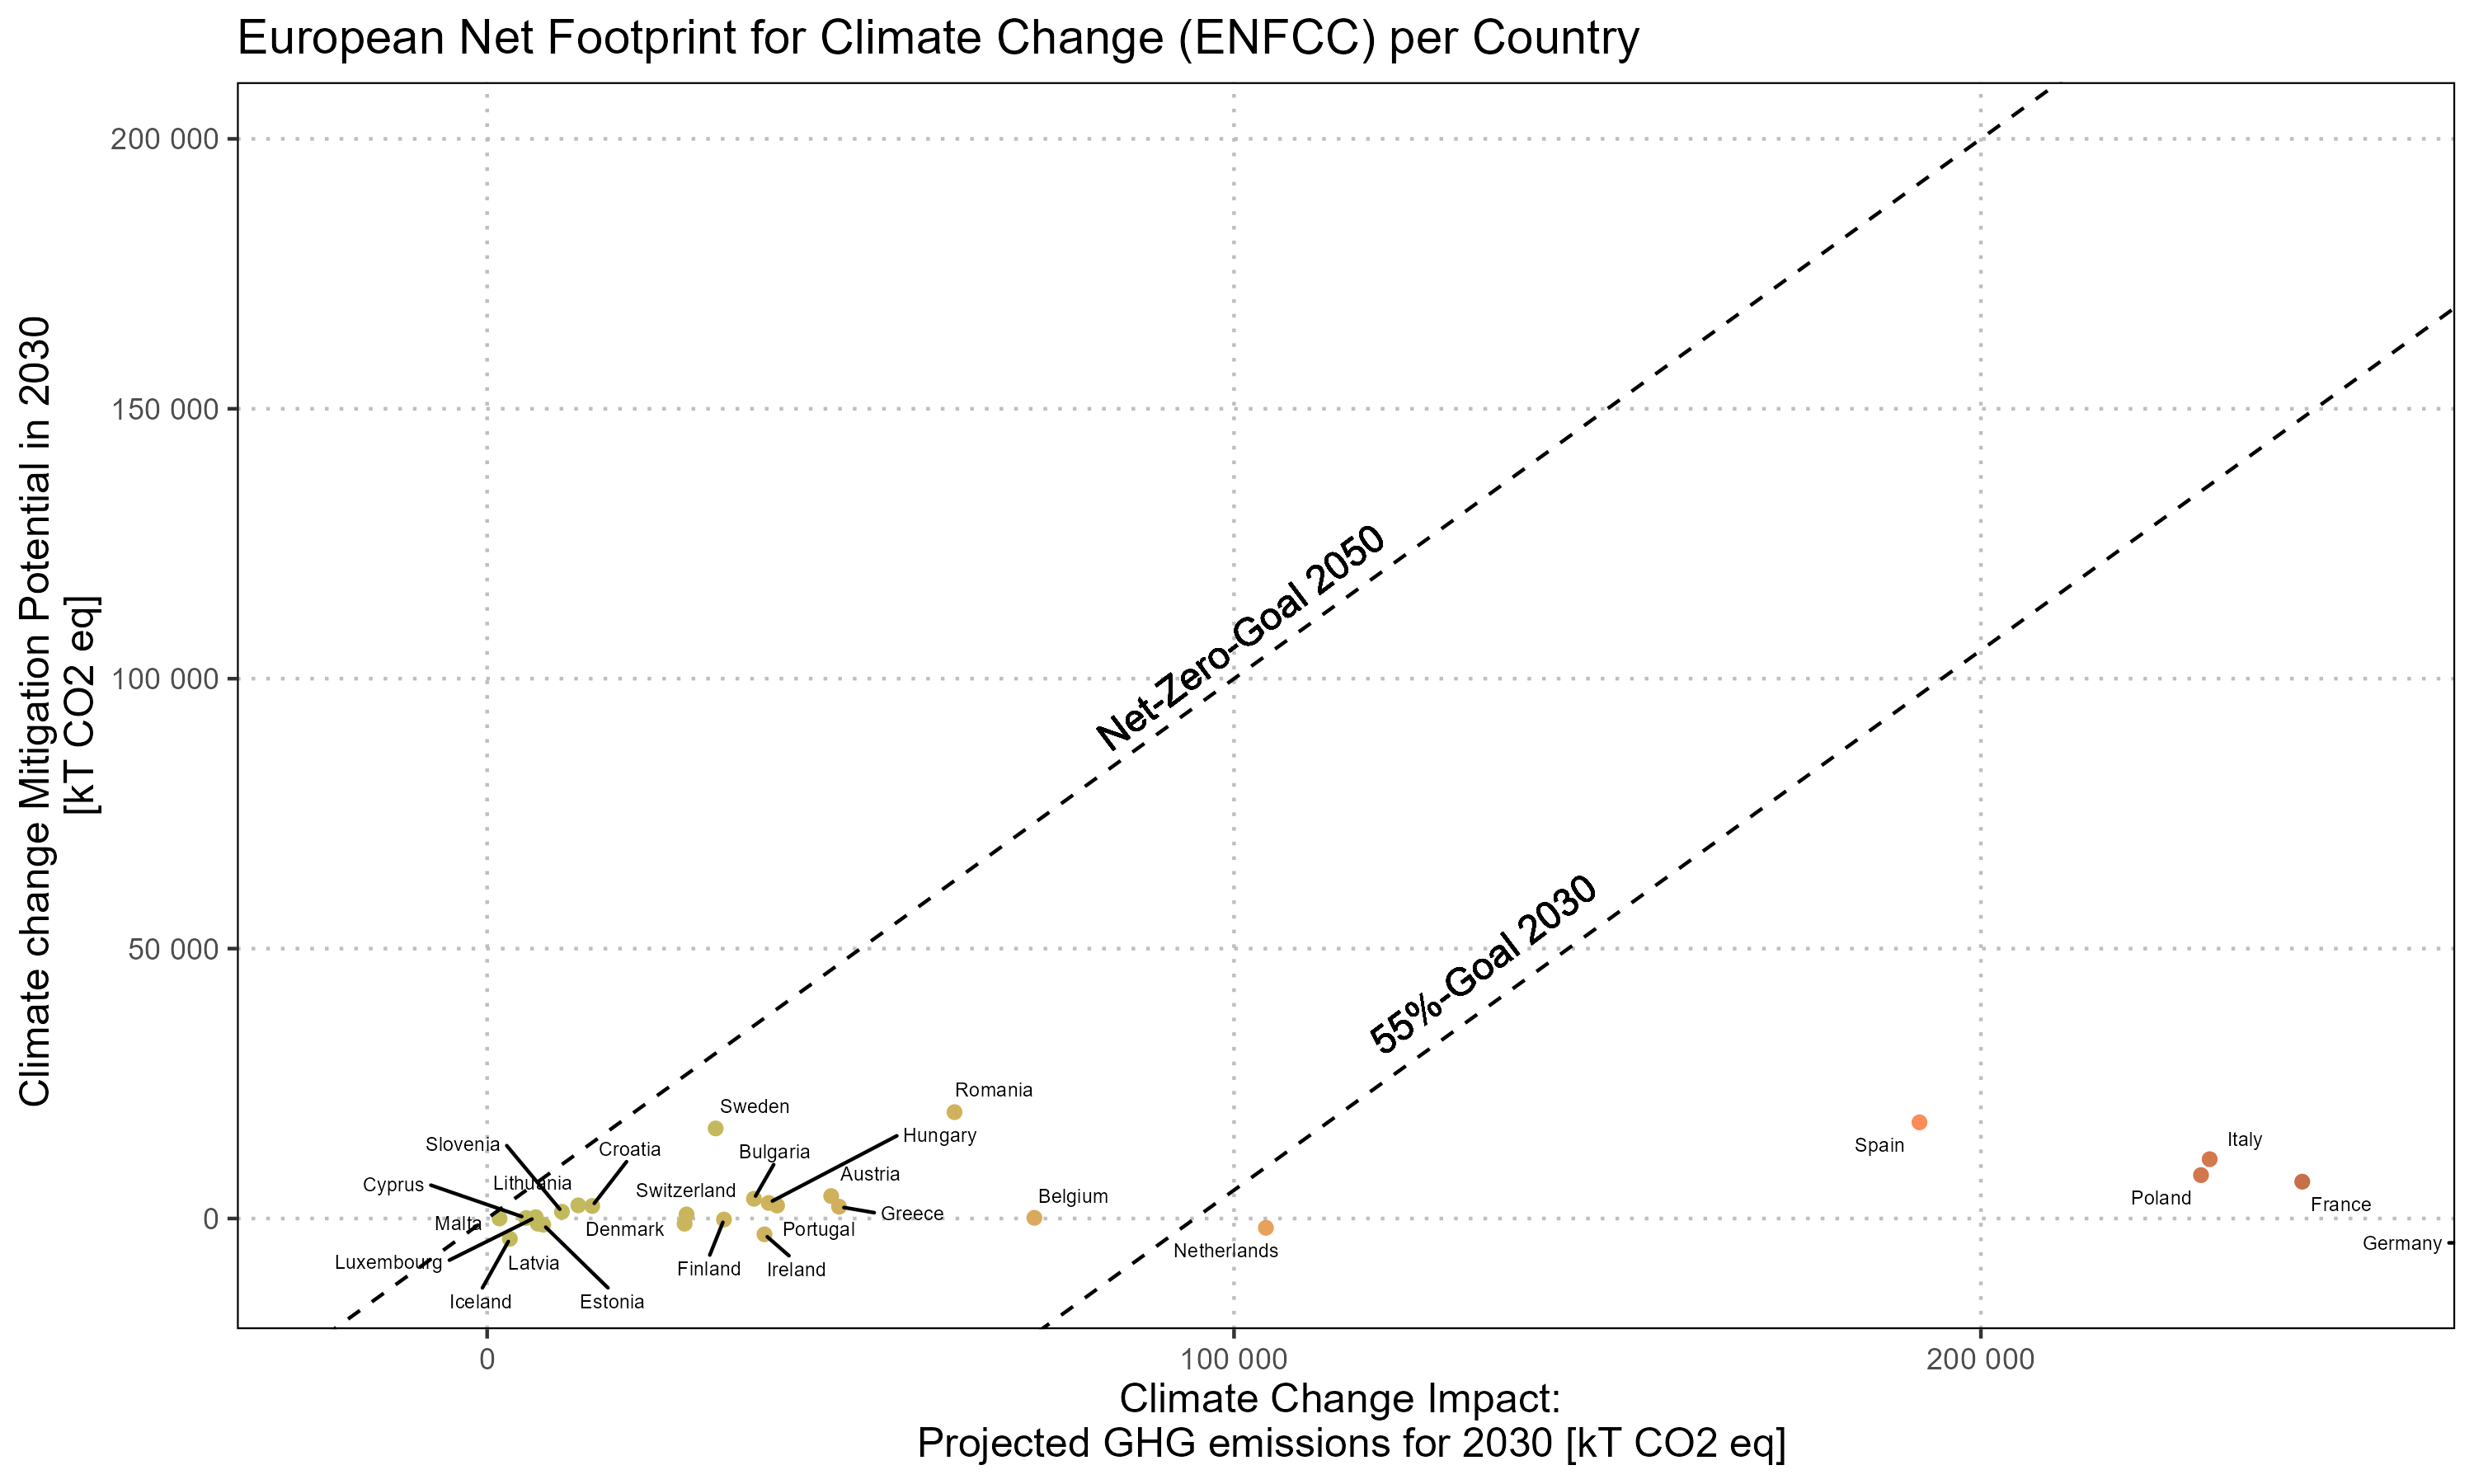 European Net Footprint for Climate Change (ENFCC) per Country
Climate change Mitigation Potential in 2030
[kT CO2 eq]
200 000
150 000
100 000
50 000
0
Net-Zero-Goal 2050
55%-Goal 2030
Romania
Sweden
Hungary
Slovenia
Croatia
Bulgaria
Italy
Spain
Austria
Cyprus
Lithuania
Switzerland
Belgium
Poland
France
Greece
Malta
Denmark
Portugal
Netherlands
Germany
Luxembourg
Latvia
Finland
Ireland
Iceland
Estonia
0
100 000
200 000
Climate Change Impact:
Projected GHG emissions for 2030 [kT CO2 eq]